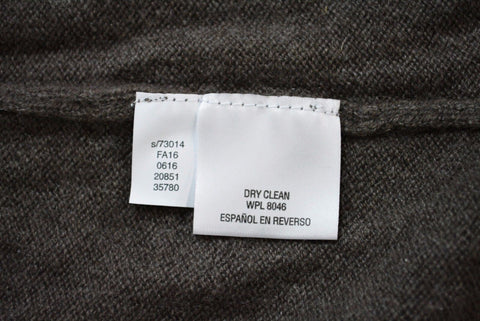 s/73014
FA16
0616
20851
35780
DRY CLEAN
WPL 8046
ESPAÑOL EN REVERSO